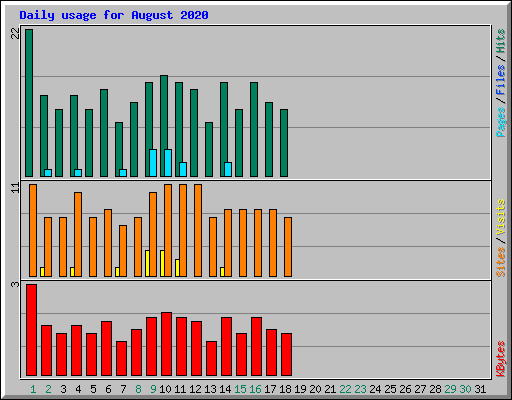 Daily usage for August 2020
22
Pages / Files / Hits
11
Sites / Visits
3
KBytes
1 2 3 4 5 6 7 8 9 10 11 12 13 14 15 16 17 18 19 20 21 22 23 24 25 26 27 28 29 30 31